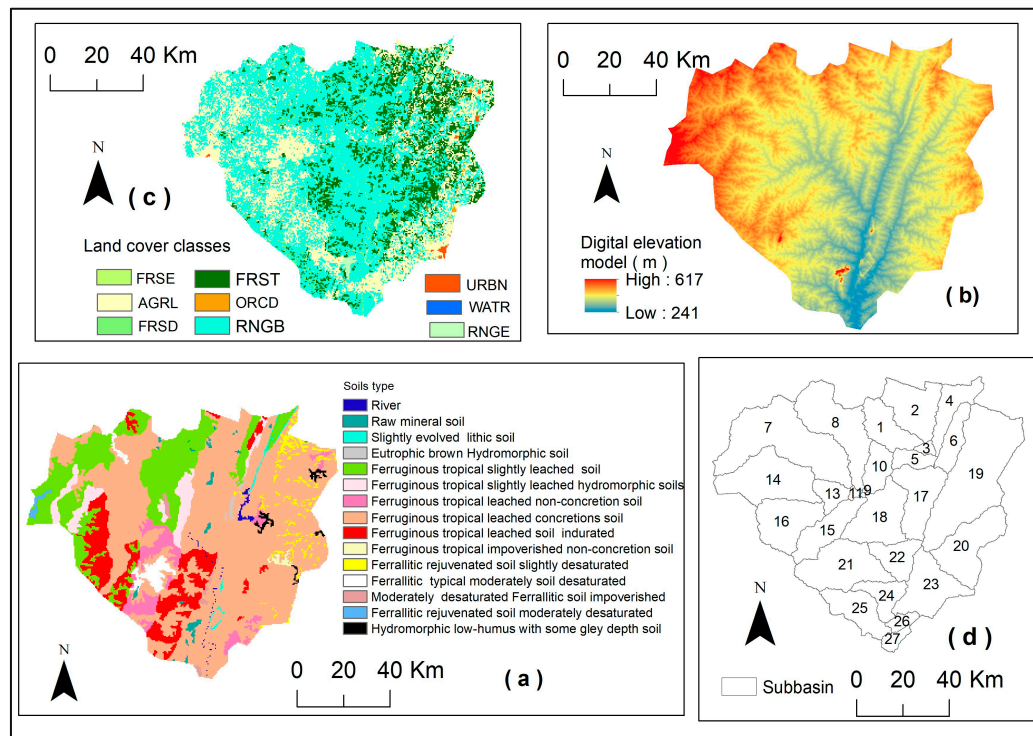 0 20 40 Km
N
( c )
Land cover classes
FRSE
FRST
URBN
AGRL
ORCD
WATR
FRSD
RNGB
RNGE
0 20 40 Km
N
Digital elevation
model ( m )
High : 617
Low : 241
( b )
Soils type
River
Raw mineral soil
Slightly evolved lithic soil
Eutrophic brown Hydromorphic soil
Ferruginous tropical slightly leached soil
Ferruginous tropical slightly leached hydromorphic soils
Ferruginous tropical leached non-concretion soil
Ferruginous tropical leached concretions soil
Ferruginous tropical leached soil indurated
Ferruginous tropical impoverished non-concretion soil
Ferrallitic rejuvenated soil slightly desaturated
Ferrallitic typical moderately soil desaturated
Moderately desaturated Ferrallitic soil impoverished
Ferrallitic rejuvenated soil moderately desaturated
Hydromorphic low-humus with some gley depth soil
N
0 20 40 Km
( a )
2
4
7
8
1
6
3
5
10
19
14
13
11
9
17
16
15
18
20
21
22
23
24
25
26
27
N
( d )
Subbasin
0 20 40 Km